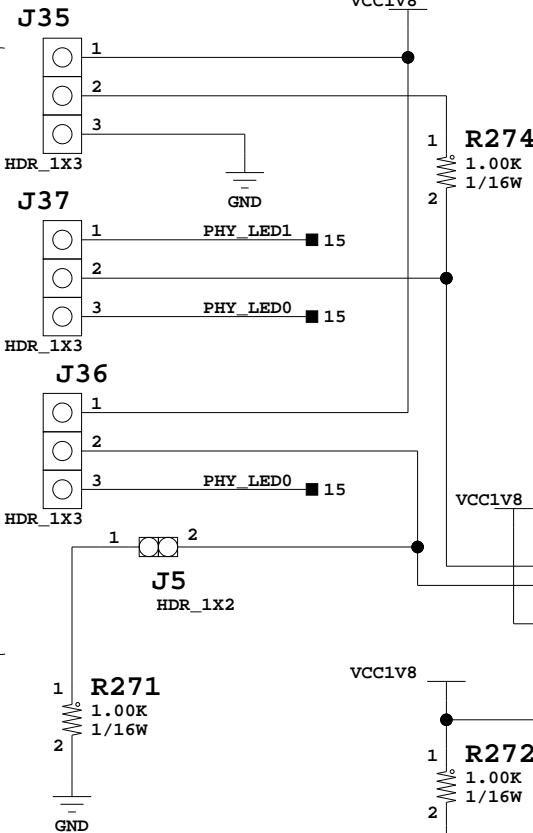 VCC1V8
J35
1
2
3
HDR_1X3
GND
1
R274
1.00K
1/16W
2
J37
1
PHY_LED1
15
2
3
PHY_LED0
15
HDR_1X3
J36
1
2
3
PHY_LED0
15
HDR_1X3
VCC1V8
1
2
J5
HDR_1X2
1
R271
1.00K
1/16W
2
GND
VCC1V8
1
R272
1.00K
1/16W
2